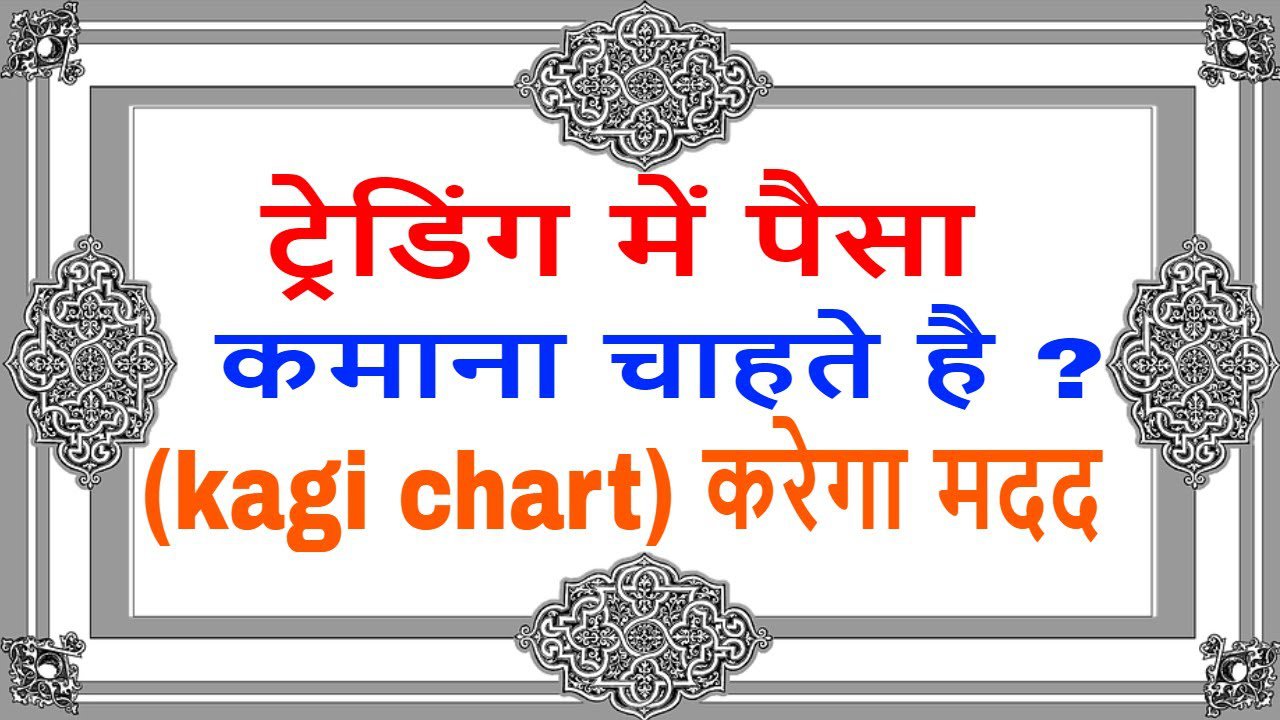 ट्रेडिंग में पैसा
कमाना चाहते है ?
(kagi chart) करेगा मदद